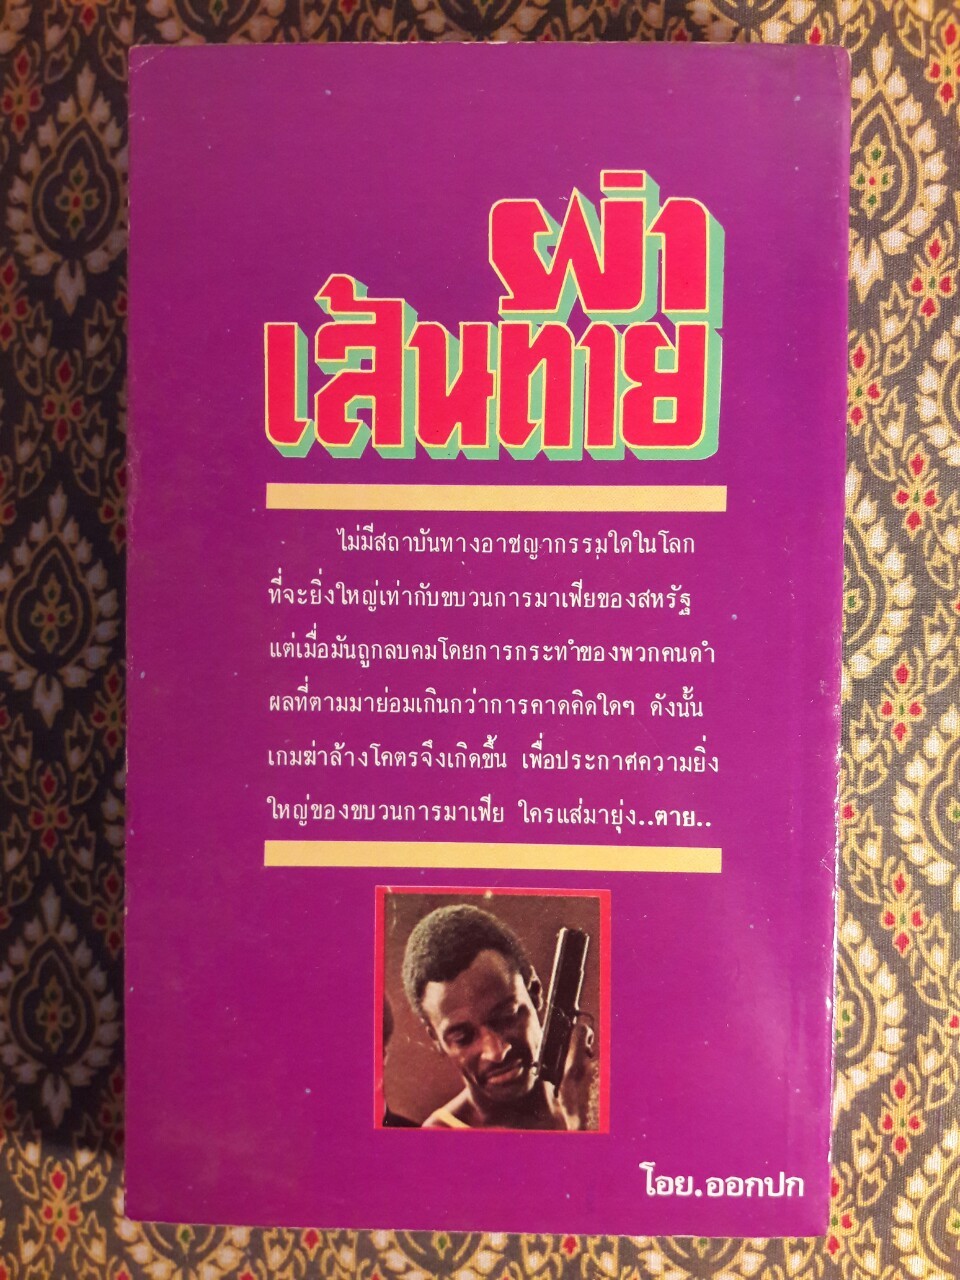 ผ่า
เส้นทาย
ไม่มีสถาบันทางอาชญากรรมใดในโลก
ที่จะยิ่งใหญ่เท่ากับขบวนการมาเฟียของสหรัฐ
แต่เมื่อมันถูกลบคมโดยการกระทำของพวกคนดำ
ผลที่ตามมาย่อมเกินกว่าการคาดคิดใดๆ ดังนั้น
เกมฆ่าล้างโคตรจึงเกิดขึ้น เพื่อประกาศความยิ่ง
ใหญ่ของขบวนการมาเฟีย ใครแส่มายุ่ง..ตาย..
โอย.ออกปก